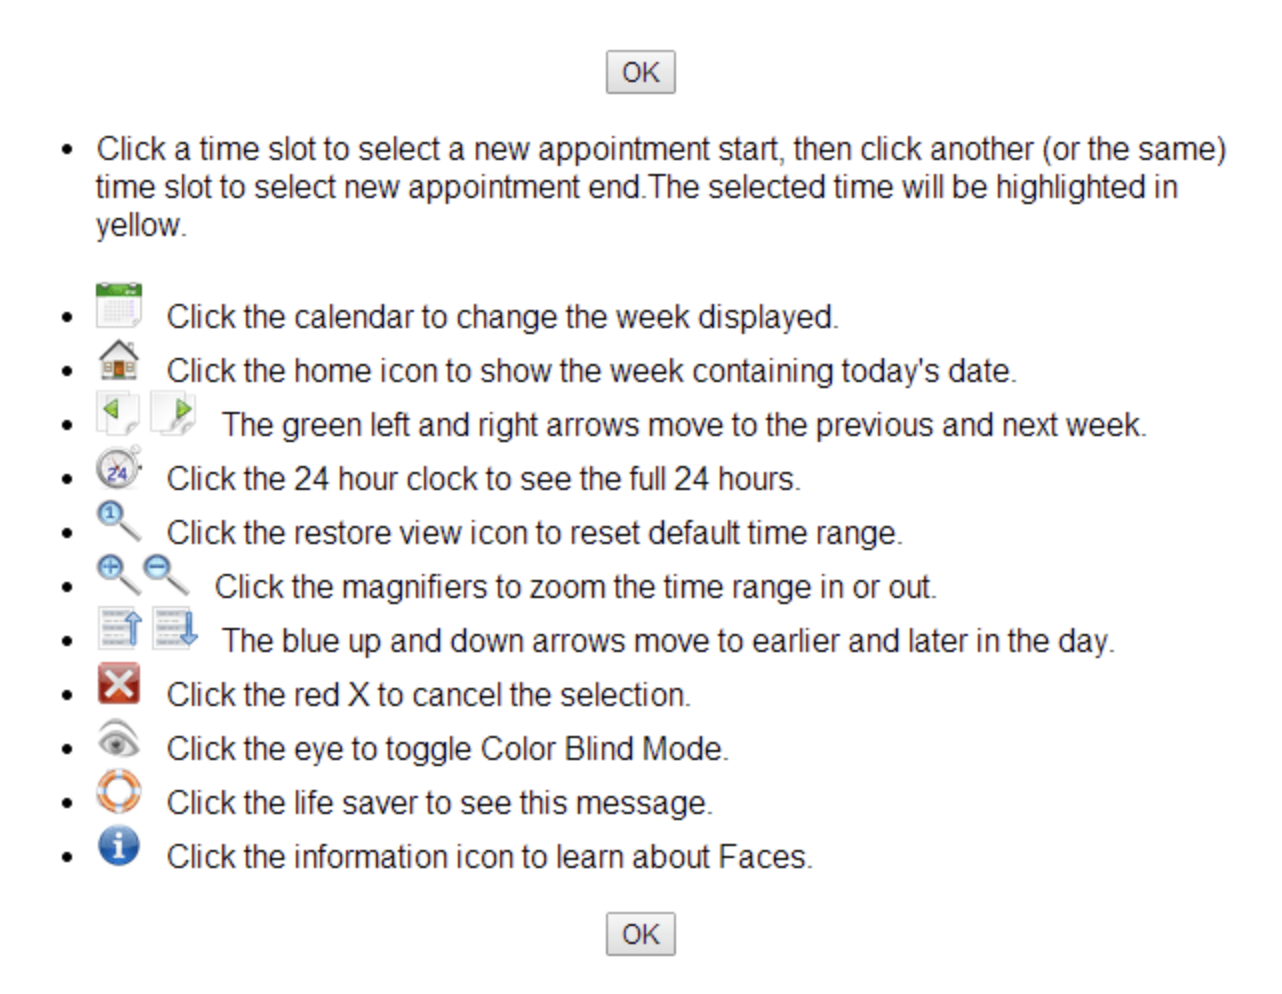 OK
• Click a time slot to select a new appointment start, then click another (or the same)
time slot to select new appointment end.The selected time will be highlighted in
yellow.
• Click the calendar to change the week displayed.
• Click the home icon to show the week containing today's date.
• The green left and right arrows move to the previous and next week.
• 24 Click the 24 hour clock to see the full 24 hours.
• 1 Click the restore view icon to reset default time range.
• Click the magnifiers to zoom the time range in or out.
• The blue up and down arrows move to earlier and later in the day.
• Click the red X to cancel the selection.
• Click the eye to toggle Color Blind Mode.
• Click the life saver to see this message.
• i Click the information icon to learn about Faces.
OK